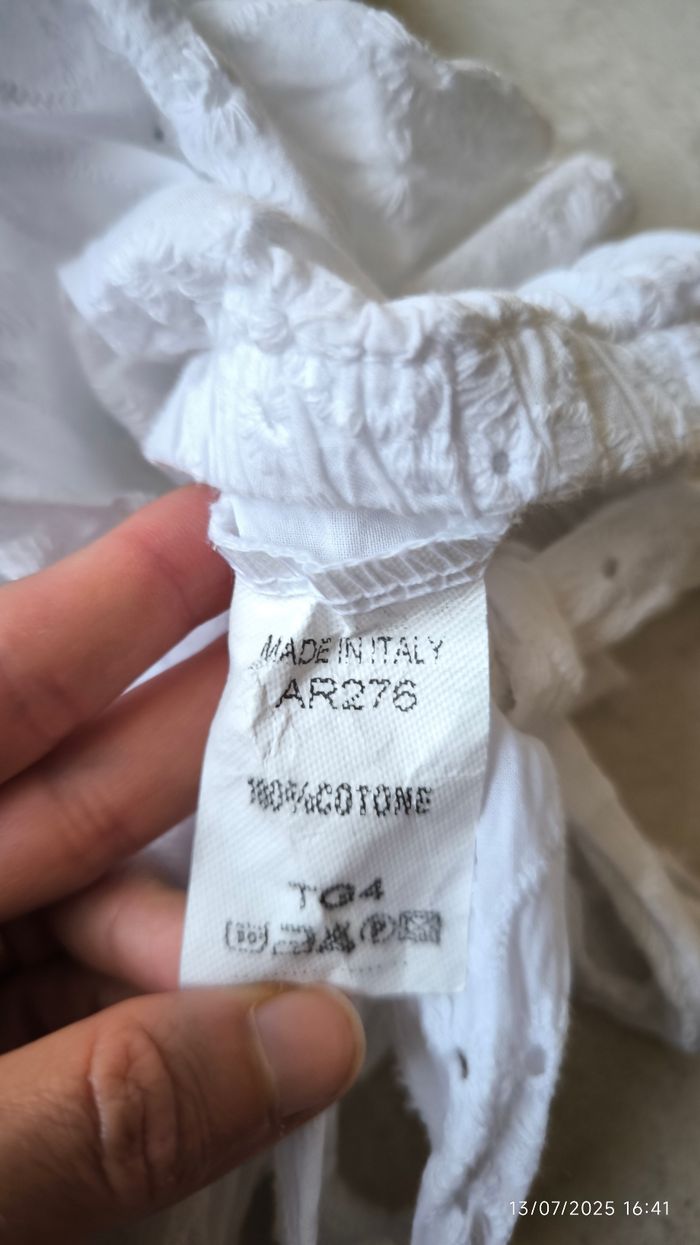 MADE IN ITALY
AR276
100%COTONE
TG4
P
13/07/2025 16:41